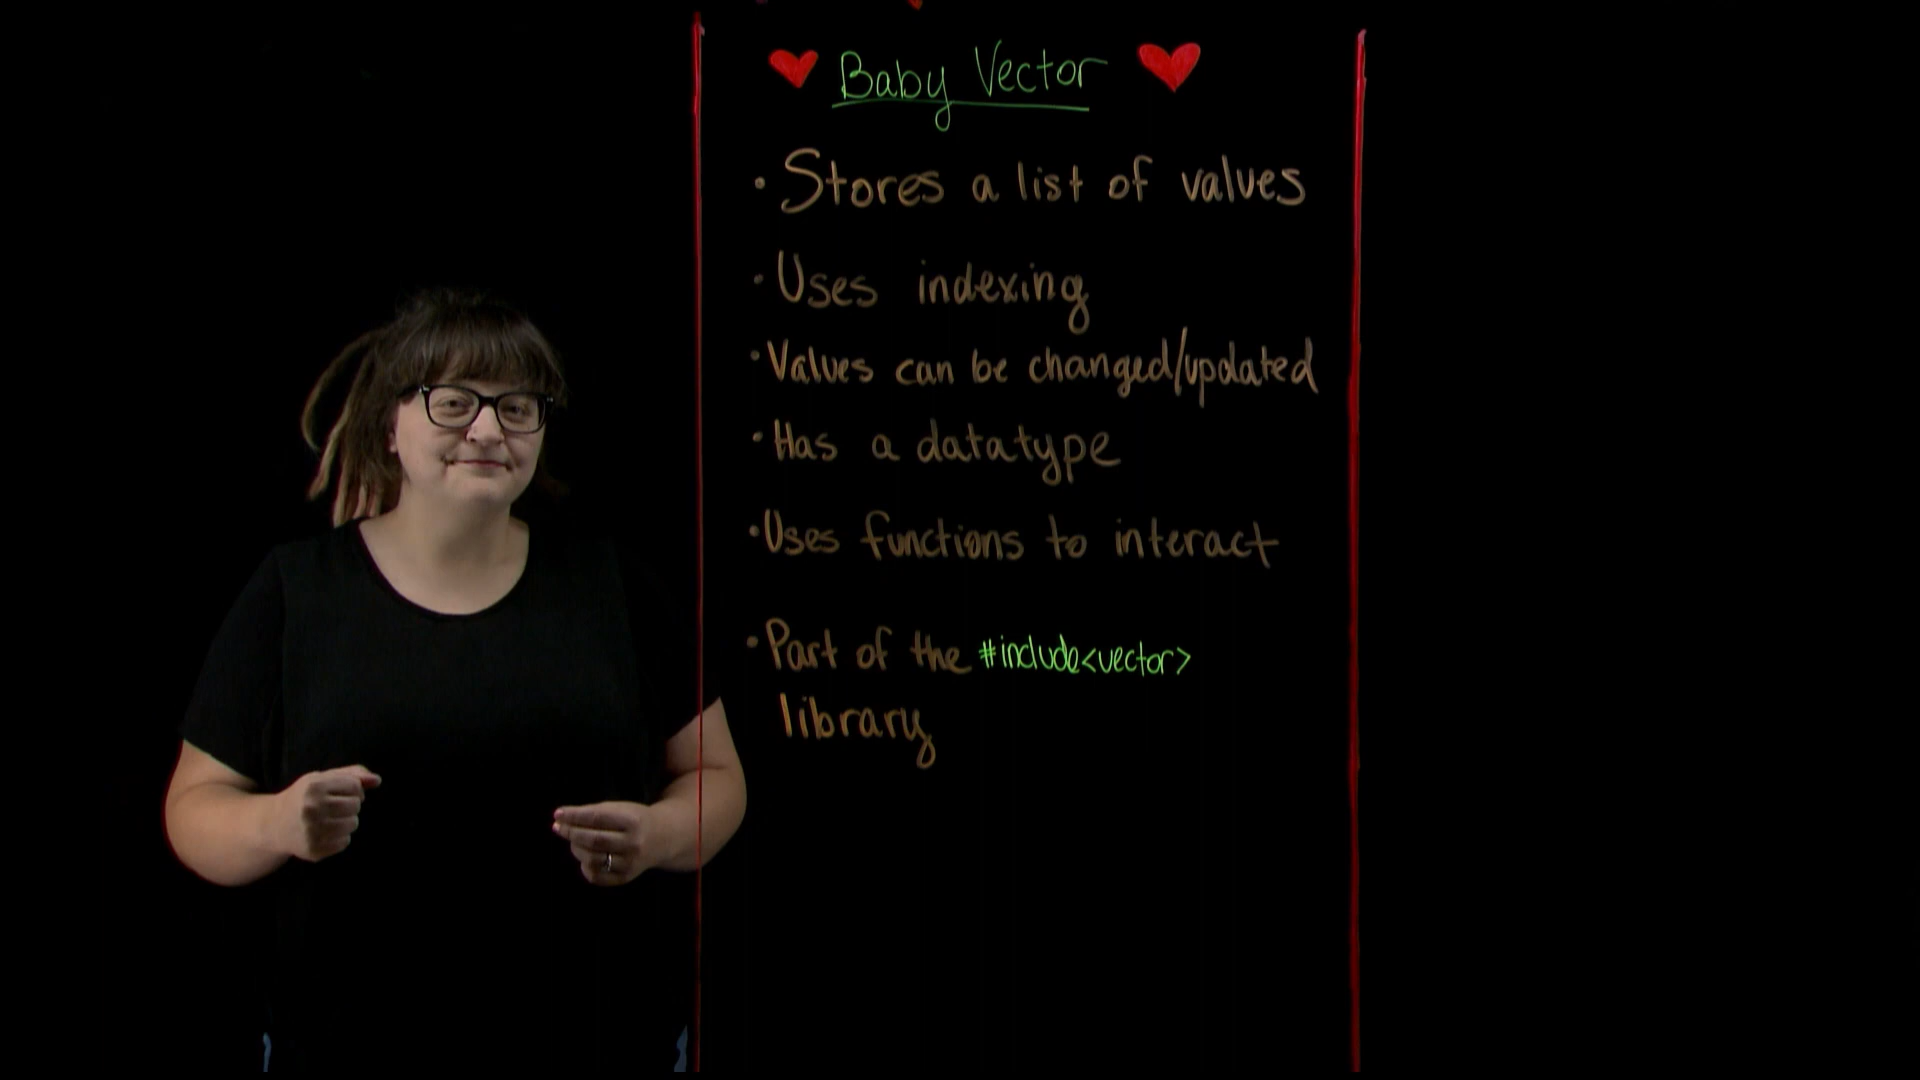 Baby Vector
• Stores a list of values
• Uses indexing
• Values can be changed/updated
• Has a datatype
• Uses functions to interact
• Part of the #include<vector>
library